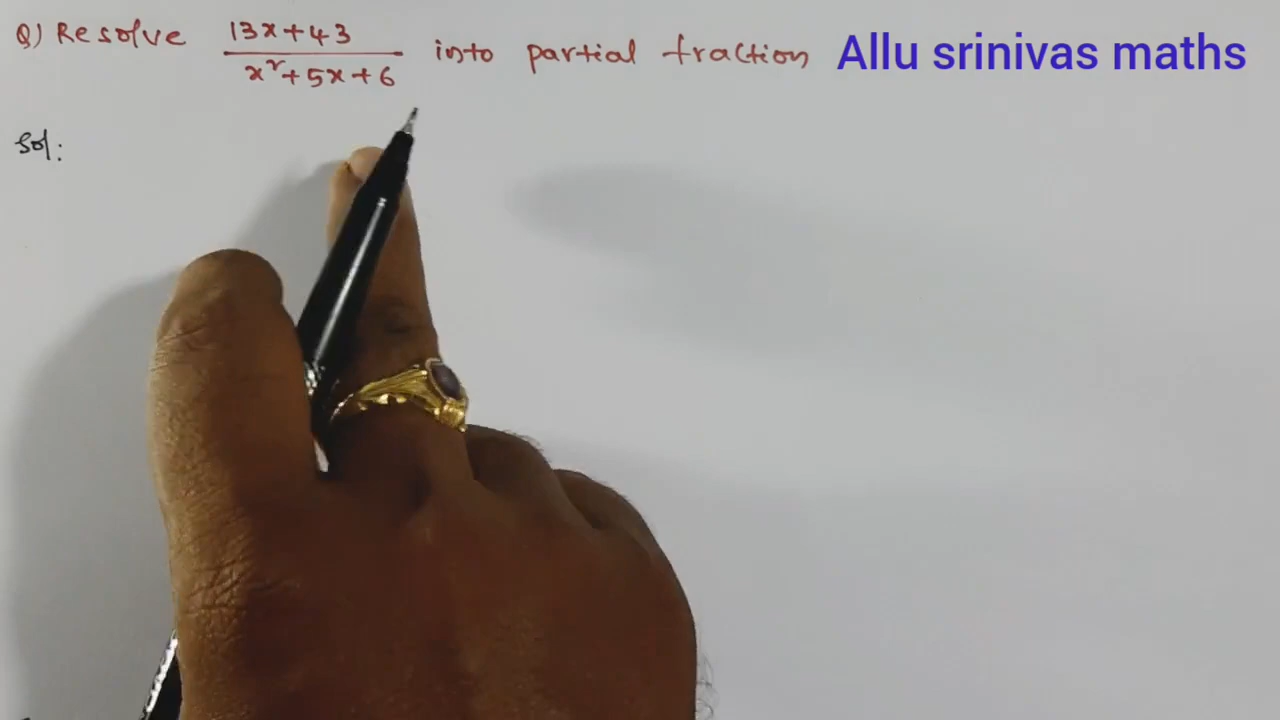 Q) Resolve 13x+43 / x²+5x+6 into partial fraction Allu srinivas maths
Sol: